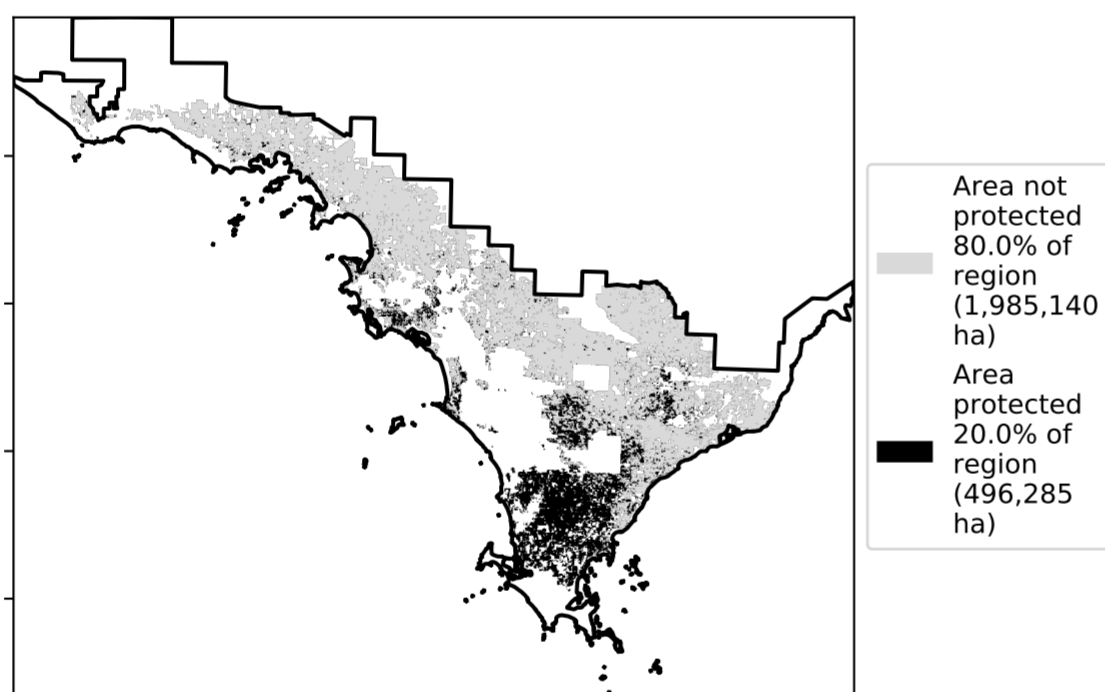 Area not
protected
80.0% of
region
(1,985,140
ha)
Area
protected
20.0% of
region
(496,285
ha)